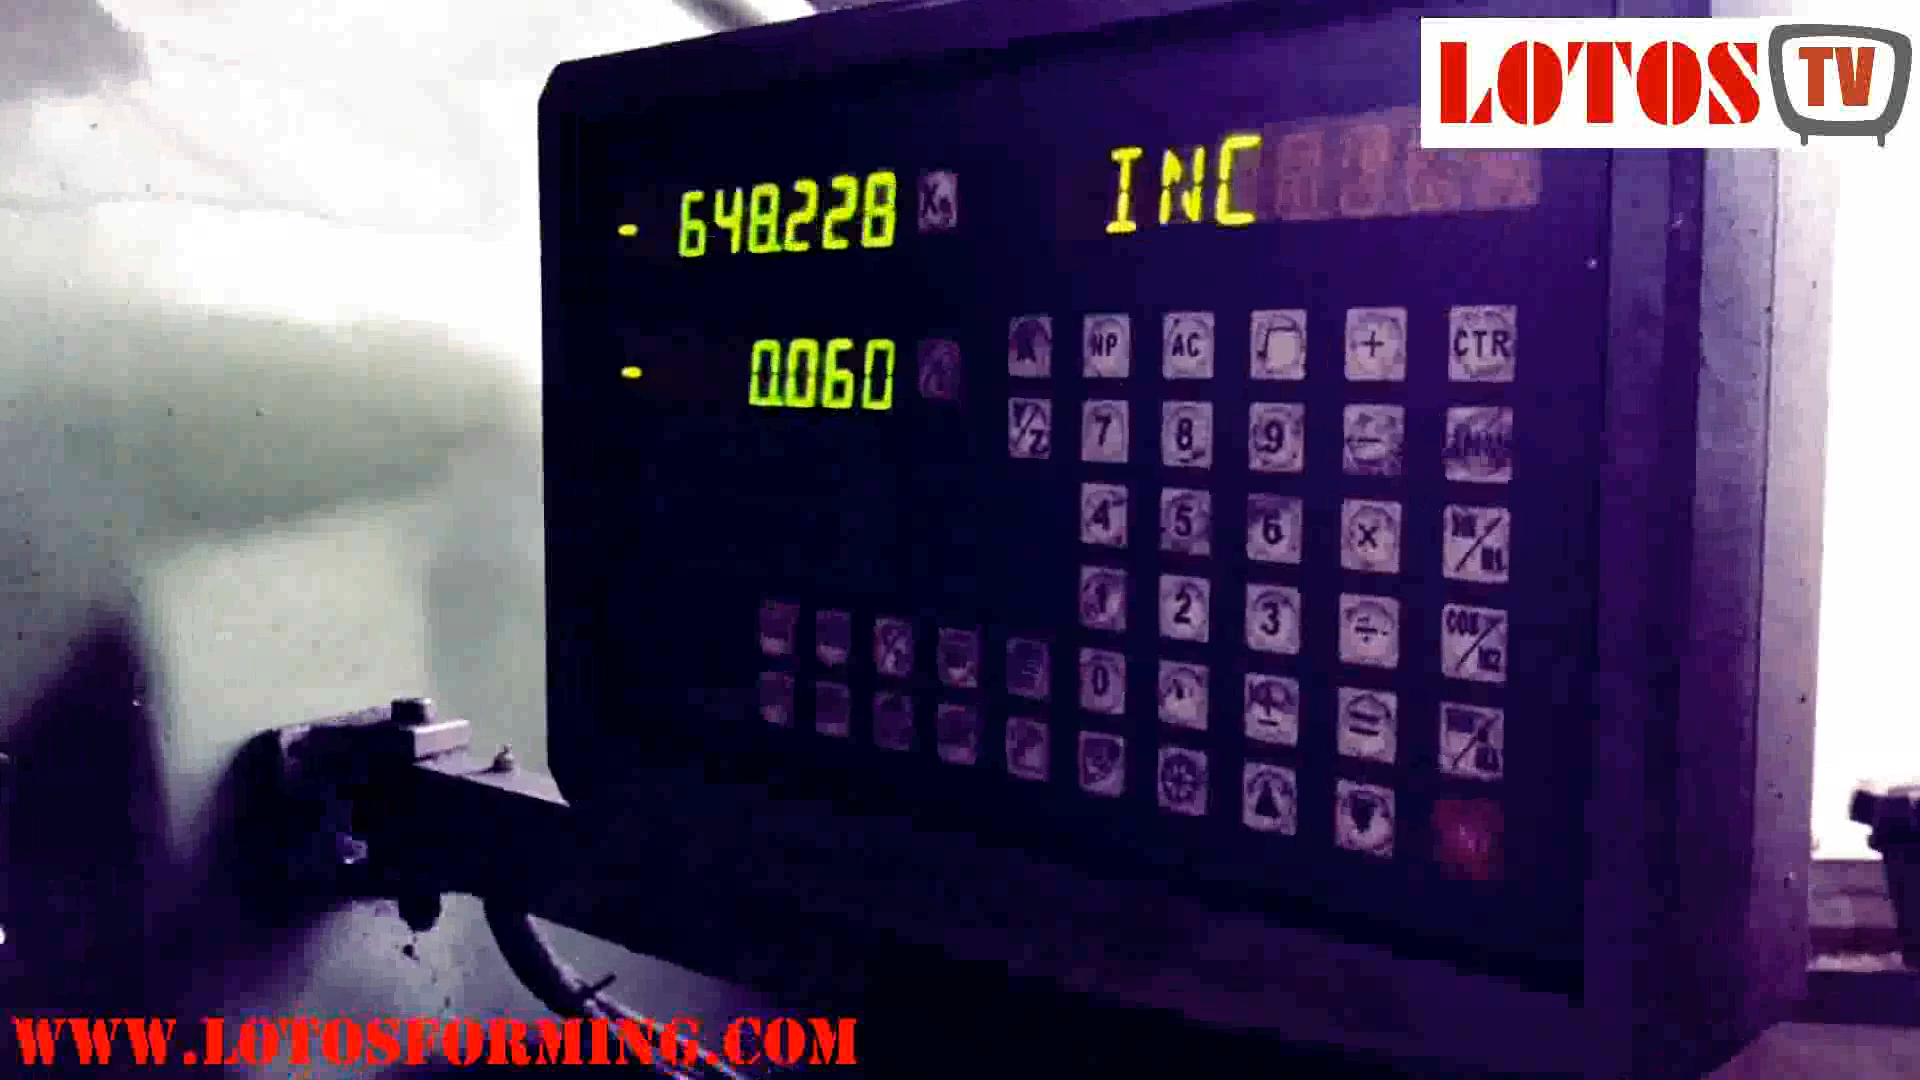 LOTOS TV
- 648.228 X₀
INC
- 0.060
NP AC √ + CTR
Y/Z 7 8 9 -
4 5 6 x
1 2 3 ÷
0 =
WWW.LOTOSFORMING.COM